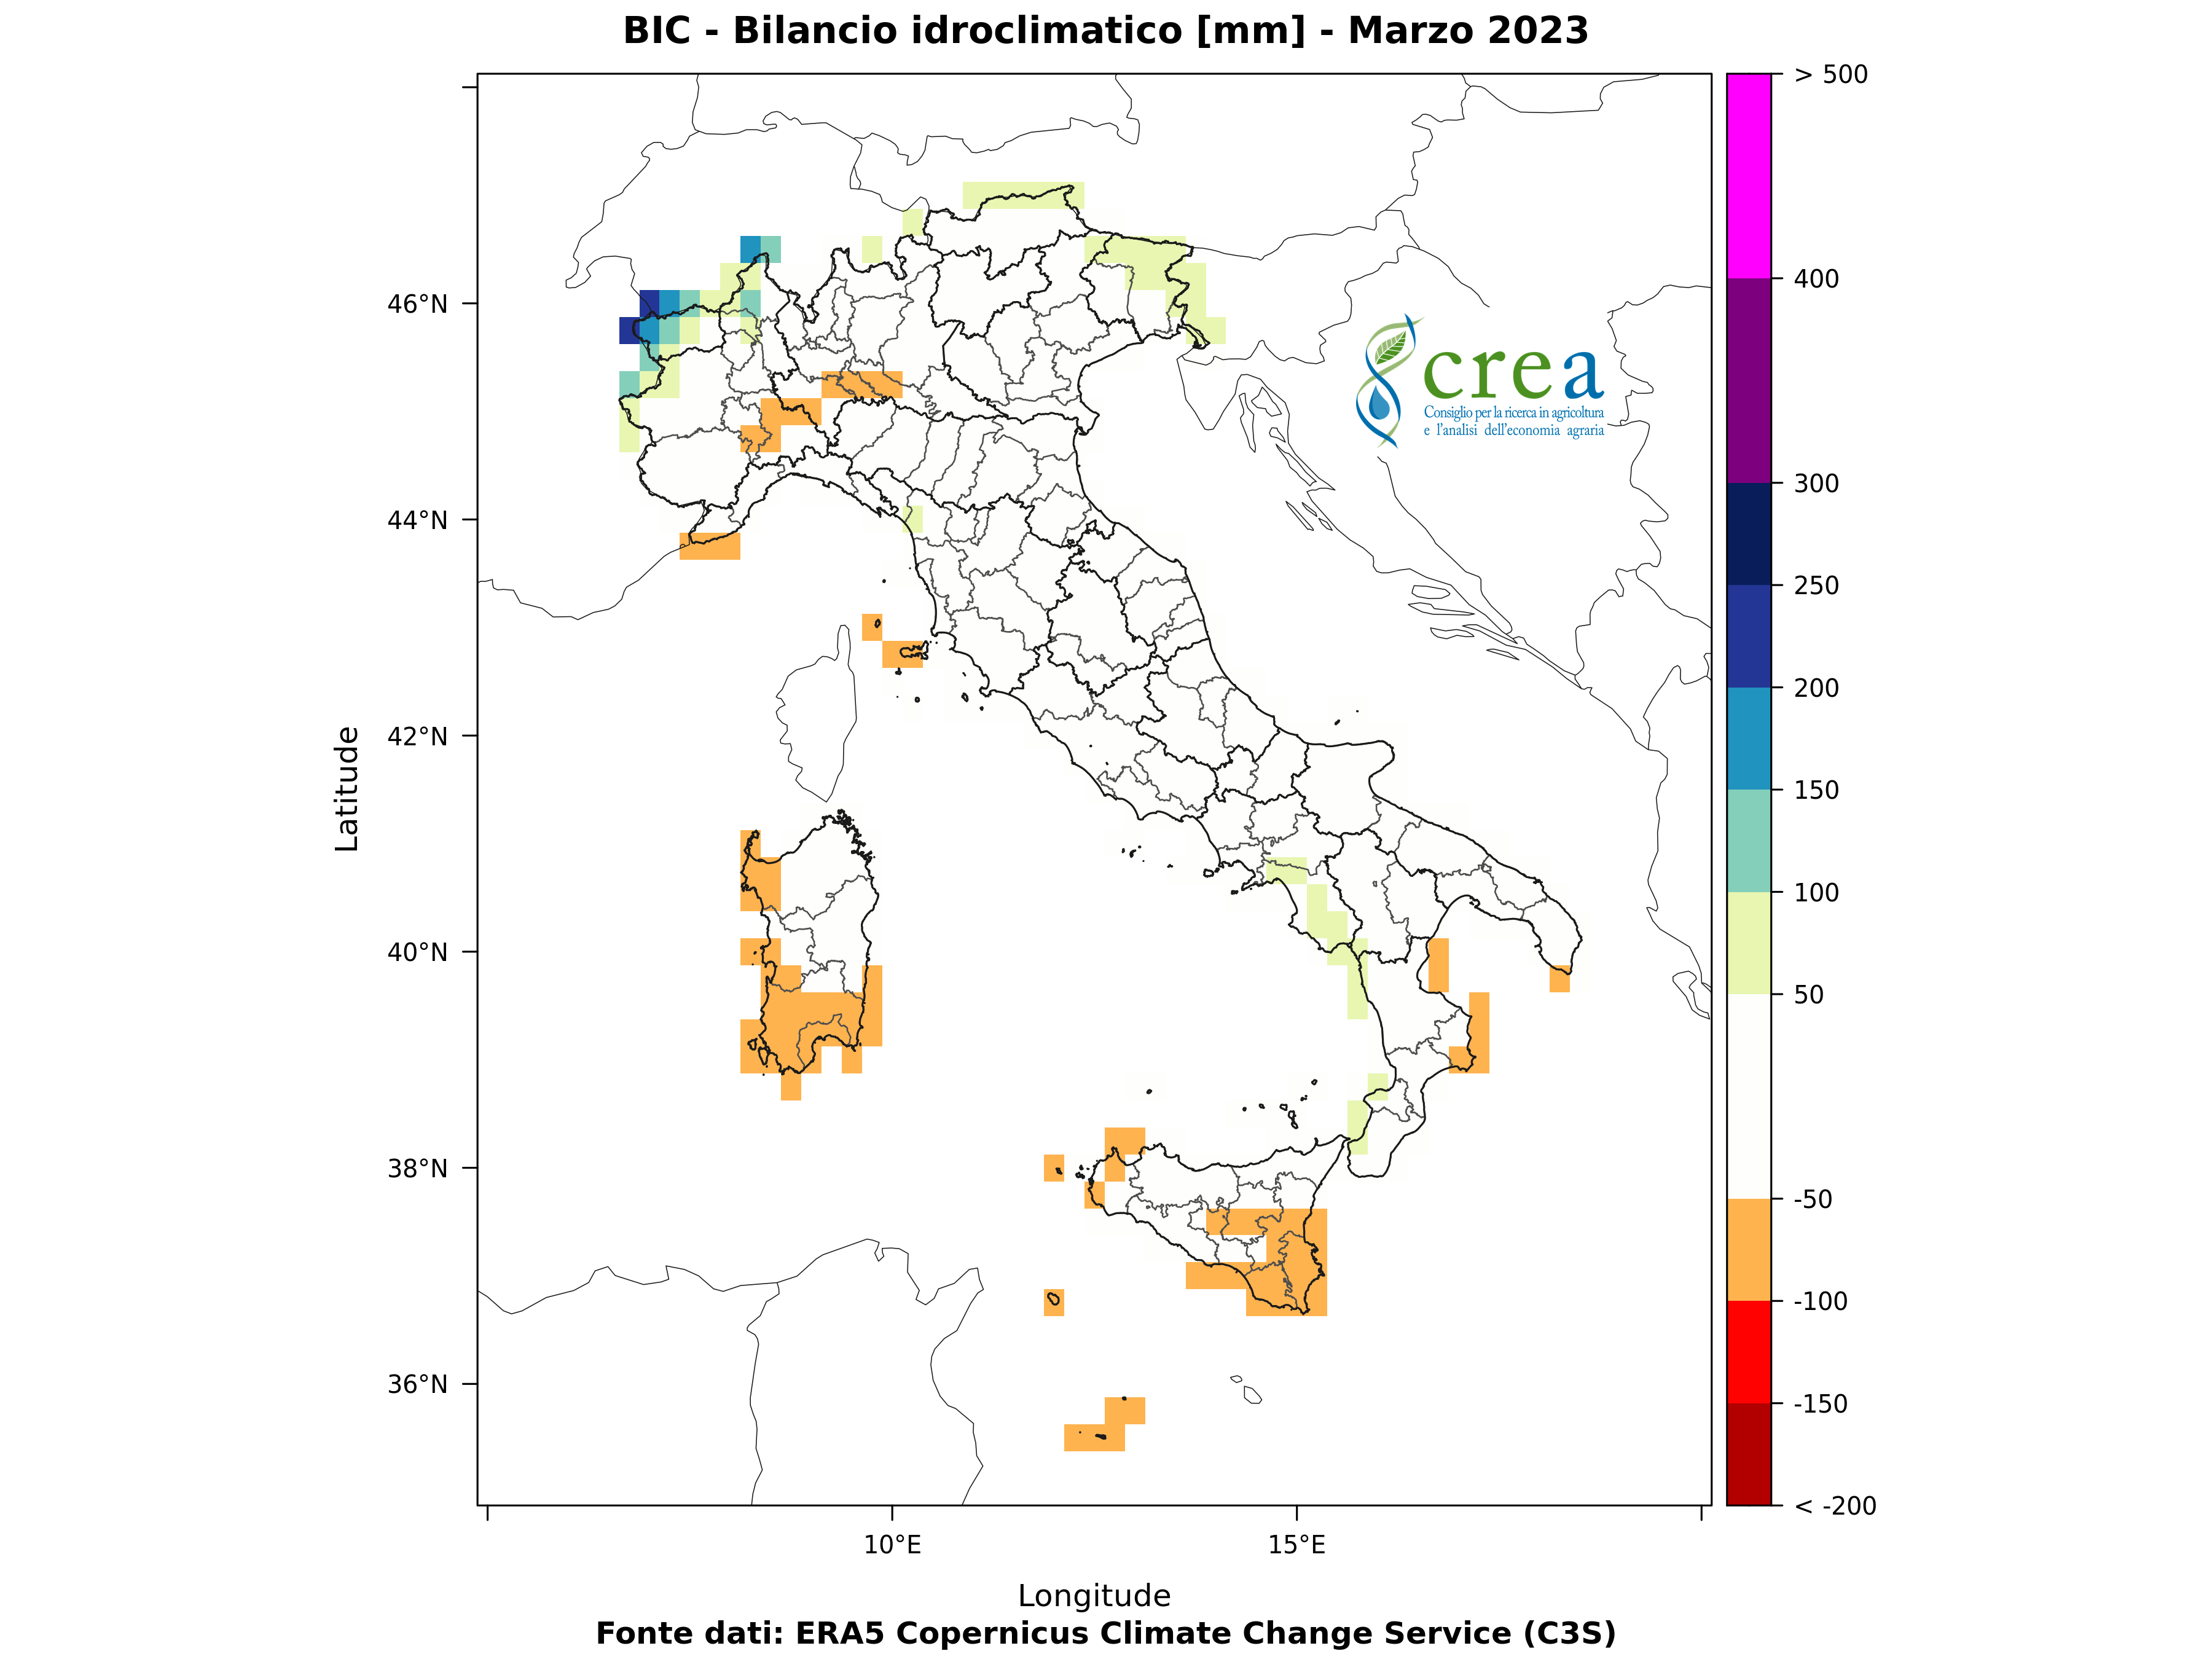 BIC - Bilancio idroclimatico [mm] - Marzo 2023
> 500
400
300
250
200
150
100
50
-50
-100
-150
< -200
46°N
44°N
42°N
40°N
38°N
36°N
Latitude
crea
Consiglio per la ricerca in agricoltura
e l'analisi dell'economia agraria
10°E
15°E
Longitude
Fonte dati: ERA5 Copernicus Climate Change Service (C3S)